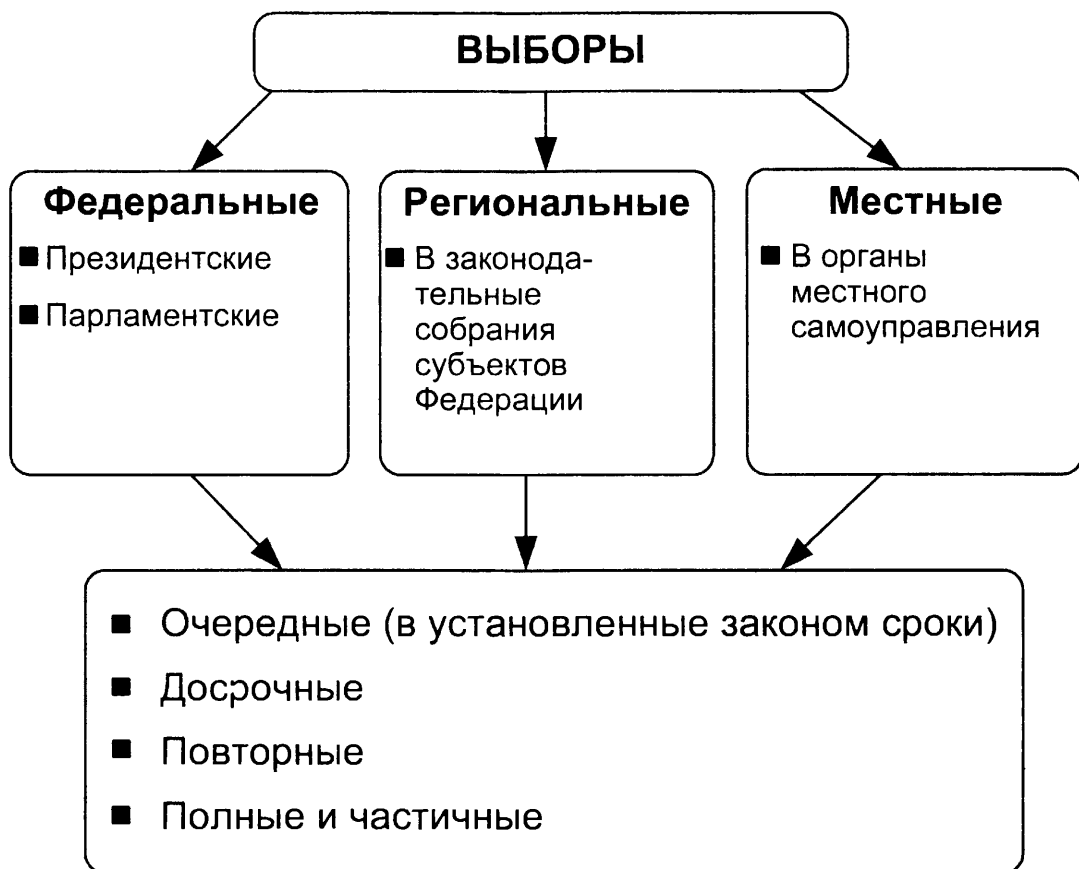 ВЫБОРЫ
Федеральные
■ Президентские
■ Парламентские
Региональные
■ В законода-
тельные
собрания
субъектов
Федерации
Местные
■ В органы
местного
самоуправления
■ Очередные (в установленные законом сроки)
■ Досрочные
■ Повторные
■ Полные и частичные